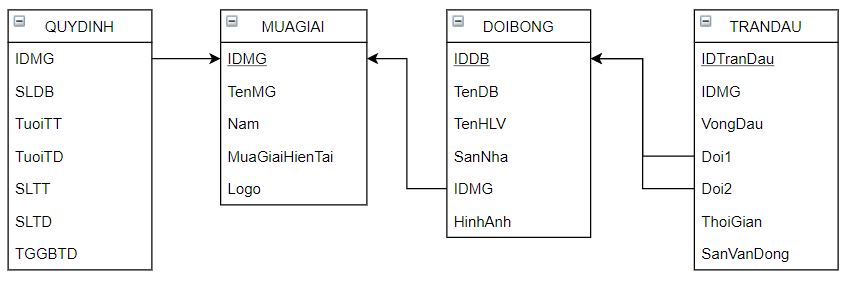 QUYDINH
IDMG
SLDB
TuoiTT
TuoiTD
SLTT
SLTD
TGGBTD
MUAGIAI
IDMG
TenMG
Nam
MuaGiaiHienTai
Logo
DOIBONG
IDDB
TenDB
TenHLV
SanNha
IDMG
HinhAnh
TRANDAU
IDTranDau
IDMG
VongDau
Doi1
Doi2
ThoiGian
SanVanDong